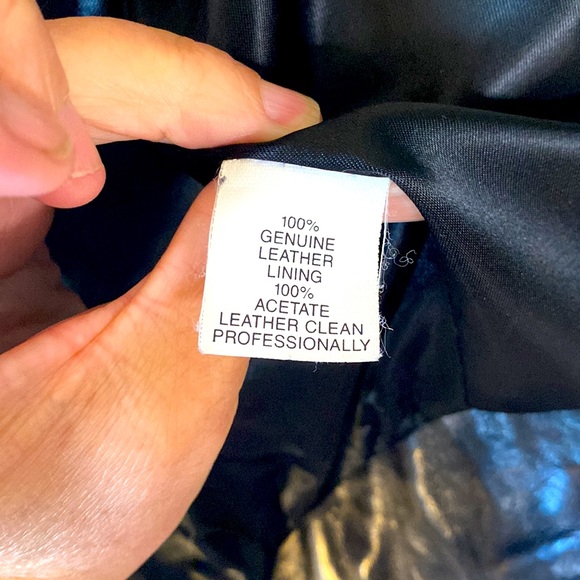 100%
GENUINE
LEATHER
LINING
100%
ACETATE
LEATHER CLEAN
PROFESSIONALLY